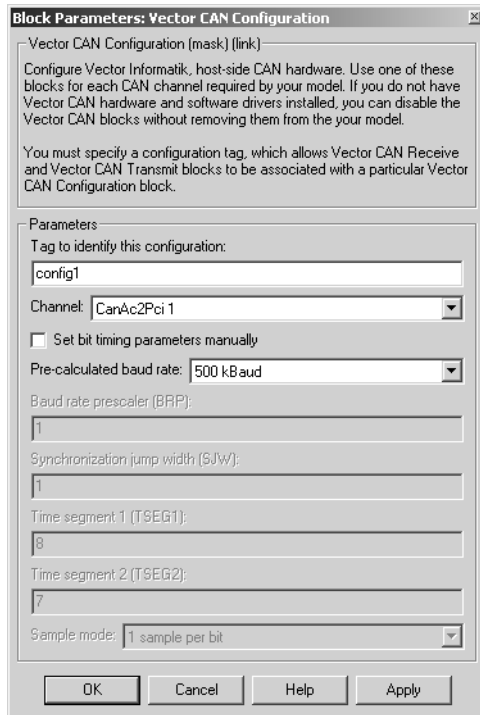 Block Parameters: Vector CAN Configuration
Vector CAN Configuration (mask) (link)
Configure Vector Informatik, host-side CAN hardware. Use one of these
blocks for each CAN channel required by your model. If you do not have
Vector CAN hardware and software drivers installed, you can disable the
Vector CAN blocks without removing them from the your model.
You must specify a configuration tag, which allows Vector CAN Receive
and Vector CAN Transmit blocks to be associated with a particular Vector
CAN Configuration block.
Parameters
Tag to identify this configuration:
config1
Channel: CanAc2Pci 1
Set bit timing parameters manually
Pre-calculated baud rate: 500 kBaud
Baud rate prescaler (BRP):
1
Synchronization jump width (SJW):
1
Time segment 1 (TSEG1):
8
Time segment 2 (TSEG2):
7
Sample mode: 1 sample per bit
OK Cancel Help Apply